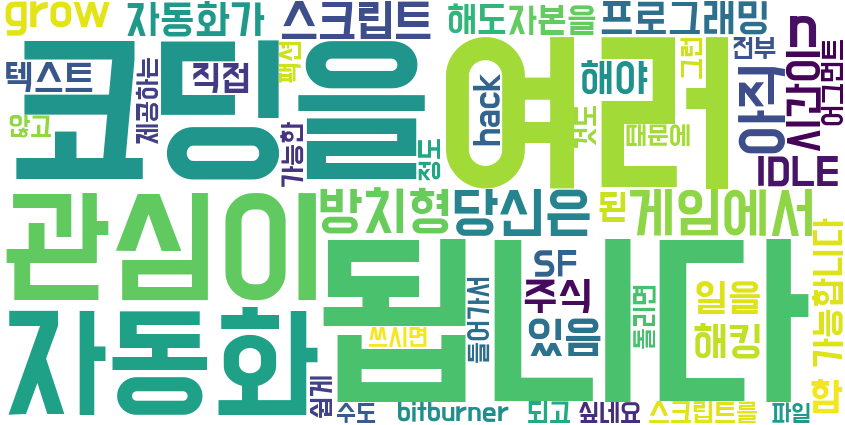 grow
자동화가
스크립트
해도
자본을
프로그래밍
텍스트
제공하는
직접
팩션
코딩을
hack
여러
해야
그런
전부
아직
시간이
n
어그먼트
않고
가능한
정도
것도
때문에
IDLE
관심이
방치형
당신은
된
게임에서
됩니다
SF
주식
들어가서
있음
돌리면
일을
해킹
함
가능합니다
자동화
쓰시면
쉽게
수도
bitburner
되고
싶네요
스크립트를
파일